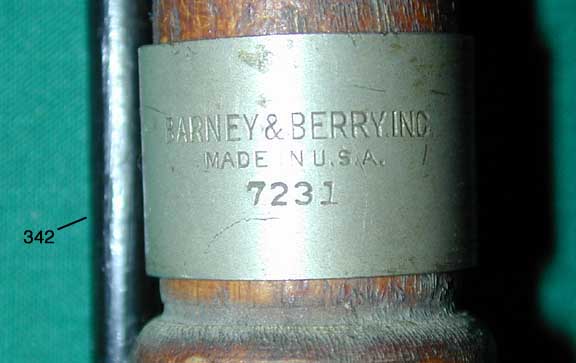 BARNEY & BERRY. INC.
MADE IN U.S.A.
7231
342